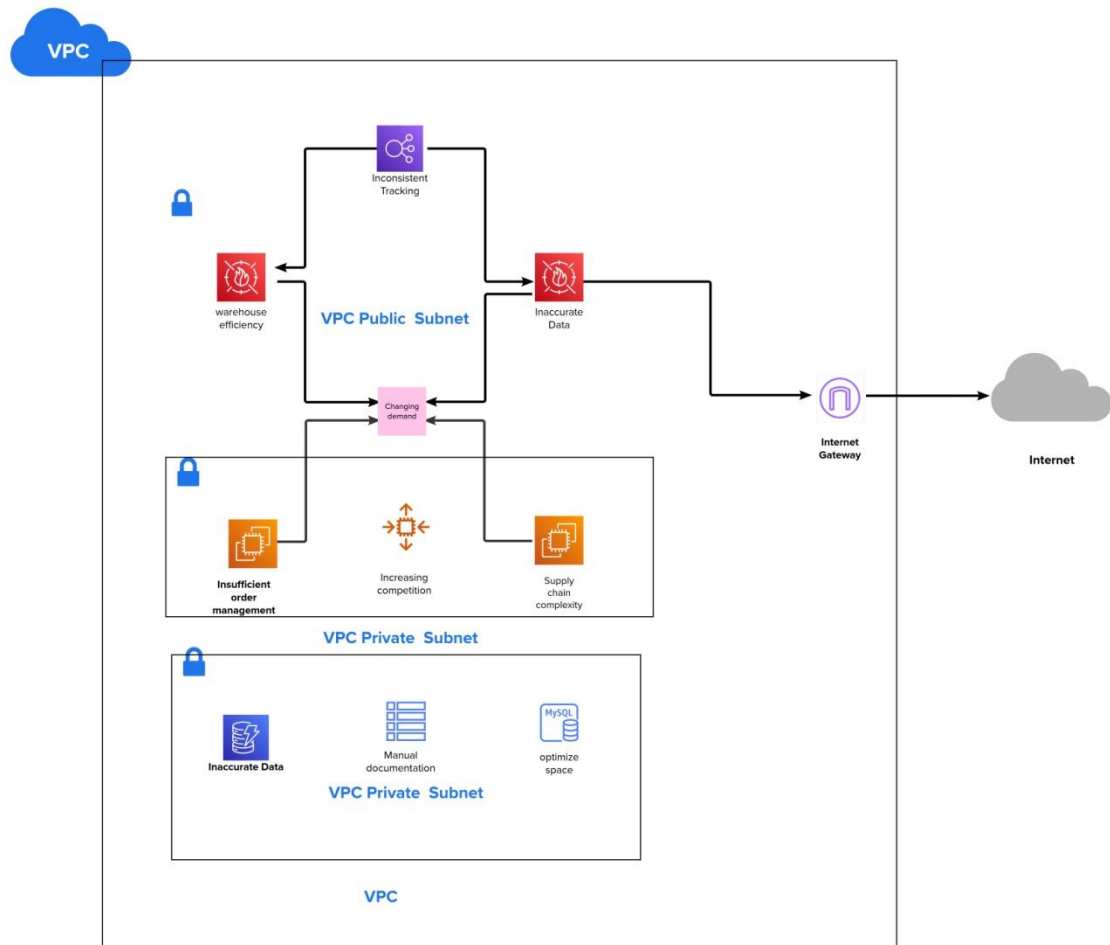 VPC
Inconsistent
Tracking
warehouse
efficiency
VPC Public  Subnet
Inaccurate
Data
Changing
demand
Internet
Gateway
Internet
Insufficient
order
management
Increasing
competition
Supply
chain
complexity
VPC Private  Subnet
Inaccurate Data
Manual
documentation
MySQL
optimize
space
VPC Private  Subnet
VPC